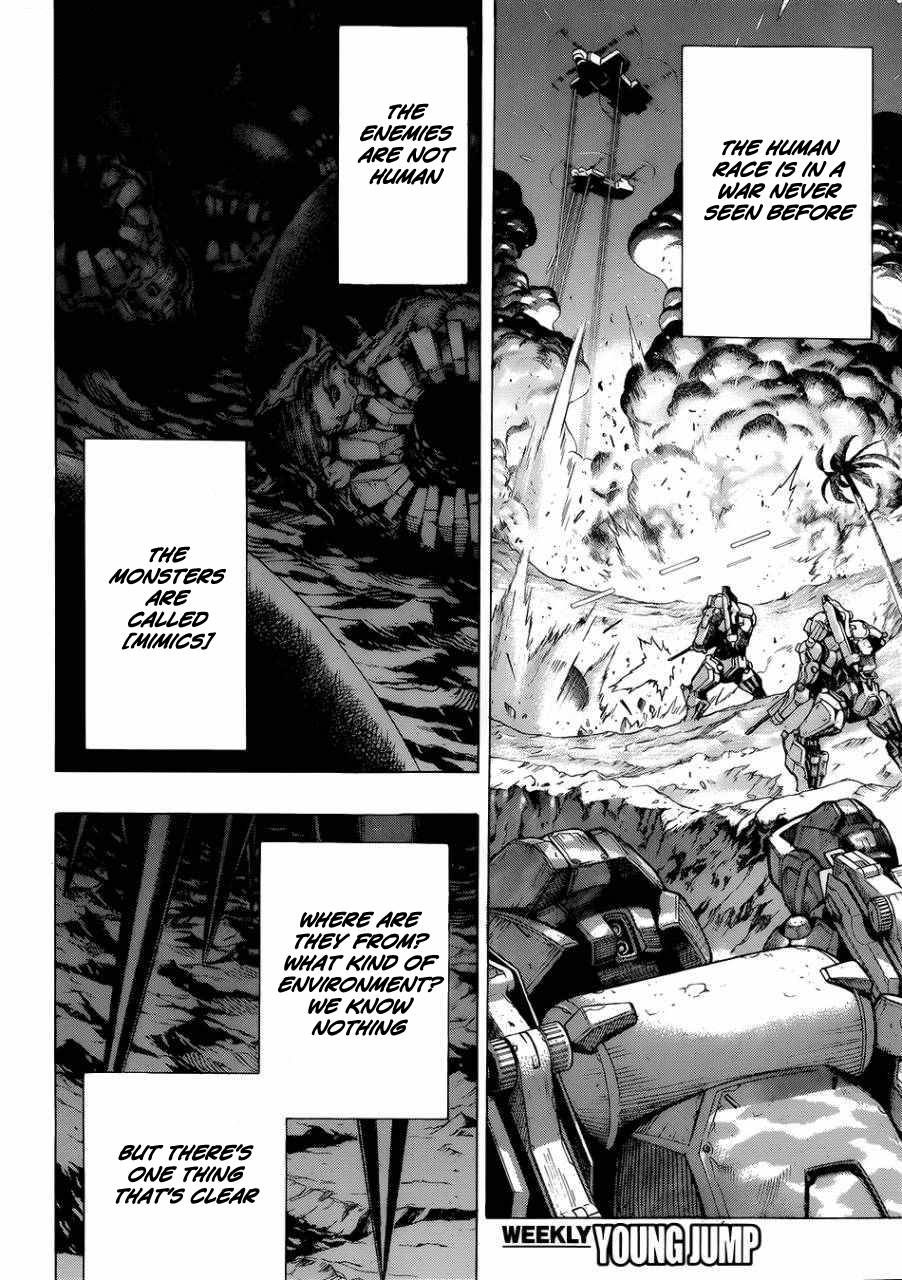 THE HUMAN
RACE IS IN A
WAR NEVER
SEEN BEFORE
THE
ENEMIES
ARE NOT
HUMAN
THE
MONSTERS
ARE
CALLED
[MIMICS]
WHERE ARE
THEY FROM?
WHAT KIND OF
ENVIRONMENT?
WE KNOW
NOTHING
BUT THERE'S
ONE THING
THAT'S CLEAR
WEEKLY YOUNG JUMP